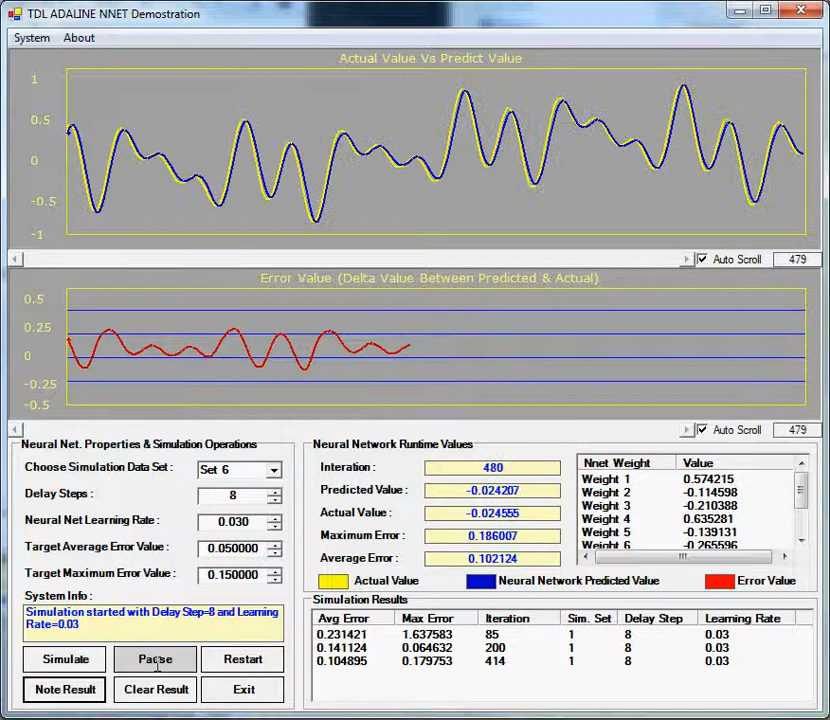 TDL ADALINE NNET Demostration
System About
Actual Value Vs Predict Value
1
0.5
0
-0.5
-1
Auto Scroll 479
Error Value (Delta Value Between Predicted & Actual)
0.5
0.25
0
-0.25
-0.5
Auto Scroll 479
Neural Net. Properties & Simulation Operations
Choose Simulation Data Set : Set 6
Delay Steps : 8
Neural Net Learning Rate : 0.030
Target Average Error Value : 0.050000
Target Maximum Error Value : 0.150000
System Info :
Simulation started with Delay Step=8 and Learning
Rate=0.03
Simulate Pause Restart
Note Result Clear Result Exit
Neural Network Runtime Values
Interation : 480
Predicted Value : -0.024207
Actual Value : -0.024555
Maximum Error : 0.186007
Average Error : 0.102124
Nnet Weight Value
Weight 1 0.574215
Weight 2 -0.114598
Weight 3 -0.210388
Weight 4 0.635281
Weight 5 -0.139131
Weight 6 -0.265596
Actual Value Neural Network Predicted Value Error Value
Simulation Results
Avg Error Max Error Iteration Sim. Set Delay Step Learning Rate
0.231421 1.637583 85 1 8 0.03
0.141124 0.064632 200 1 8 0.03
0.104895 0.179753 414 1 8 0.03